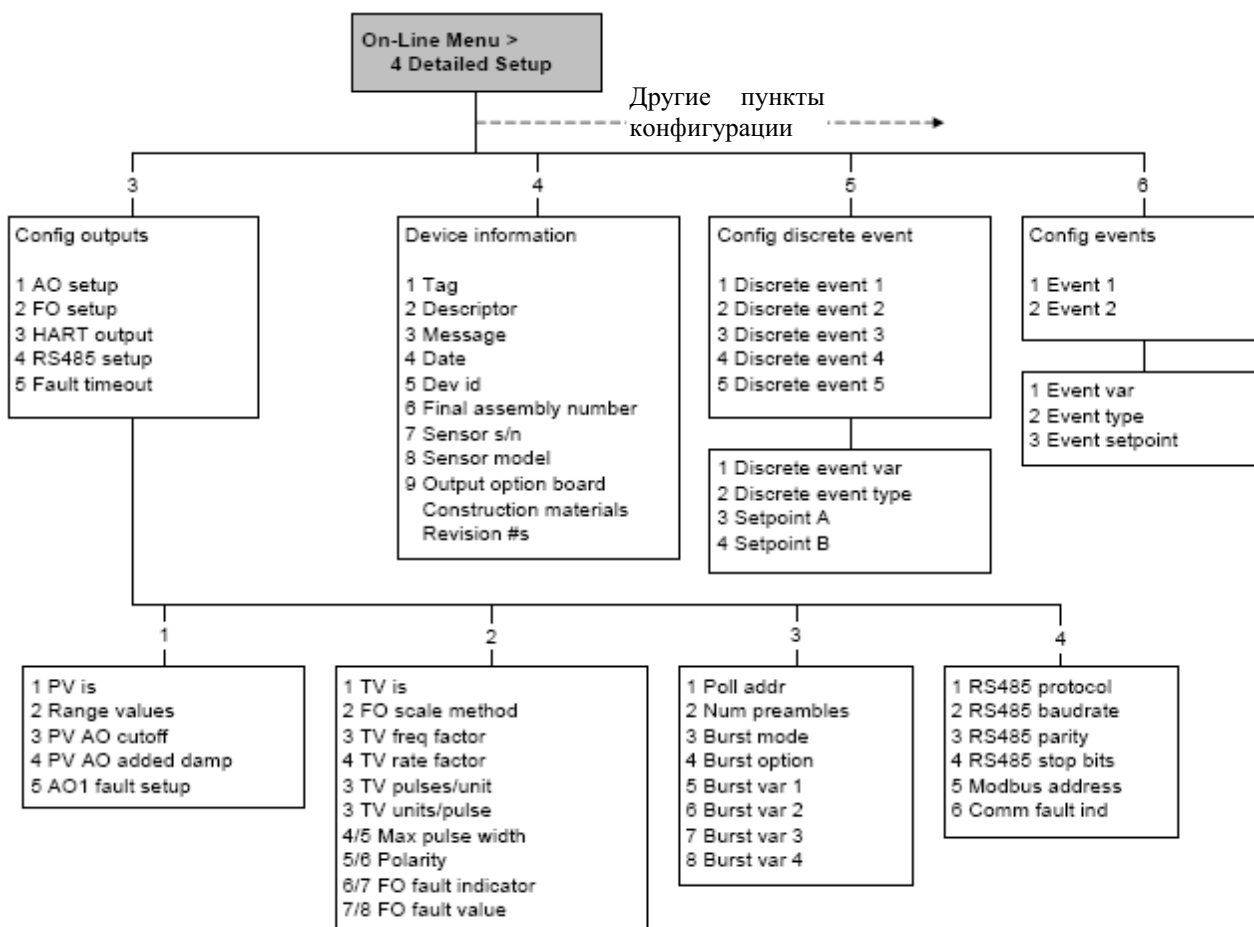 On-Line Menu >
4 Detailed Setup
Другие пункты
конфигурации
3
4
5
6
Config outputs
1 AO setup
2 FO setup
3 HART output
4 RS485 setup
5 Fault timeout
Device information
1 Tag
2 Descriptor
3 Message
4 Date
5 Dev id
6 Final assembly number
7 Sensor s/n
8 Sensor model
9 Output option board
Construction materials
Revision #s
Config discrete event
1 Discrete event 1
2 Discrete event 2
3 Discrete event 3
4 Discrete event 4
5 Discrete event 5
1 Discrete event var
2 Discrete event type
3 Setpoint A
4 Setpoint B
Config events
1 Event 1
2 Event 2
1 Event var
2 Event type
3 Event setpoint
1
2
3
4
1 PV is
2 Range values
3 PV AO cutoff
4 PV AO added damp
5 AO1 fault setup
1 TV is
2 FO scale method
3 TV freq factor
4 TV rate factor
3 TV pulses/unit
3 TV units/pulse
4/5 Max pulse width
5/6 Polarity
6/7 FO fault indicator
7/8 FO fault value
1 Poll addr
2 Num preambles
3 Burst mode
4 Burst option
5 Burst var 1
6 Burst var 2
7 Burst var 3
8 Burst var 4
1 RS485 protocol
2 RS485 baudrate
3 RS485 parity
4 RS485 stop bits
5 Modbus address
6 Comm fault ind